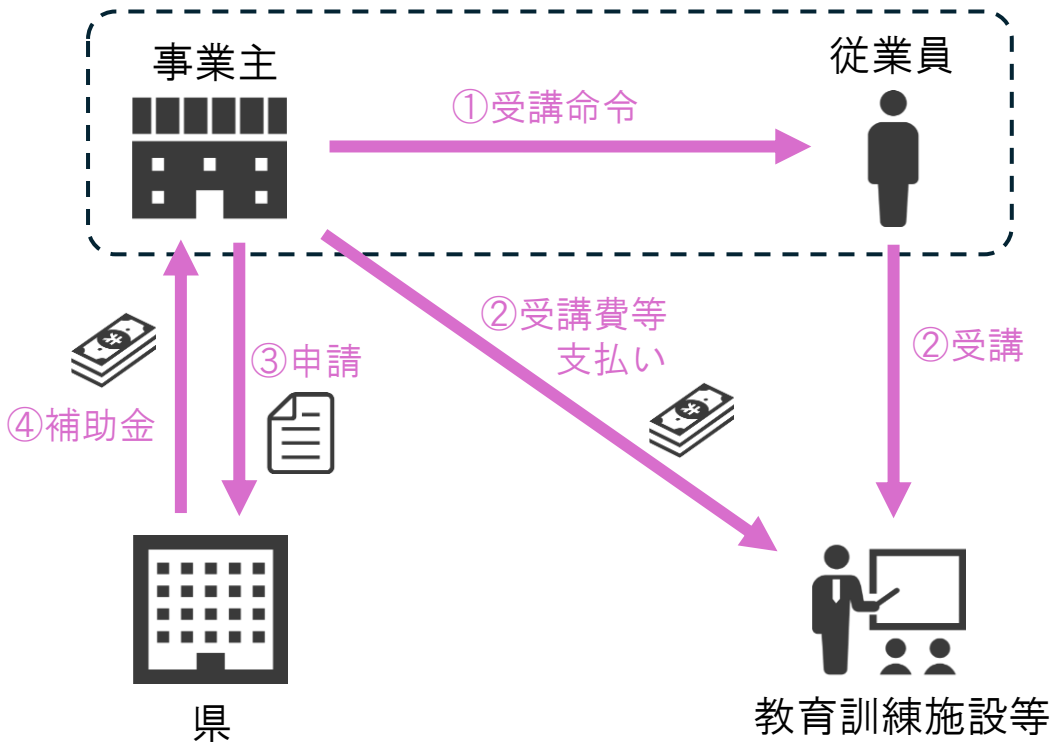 事業主
従業員
①受講命令
②受講費等
支払い
②受講
③申請
④補助金
県
教育訓練施設等